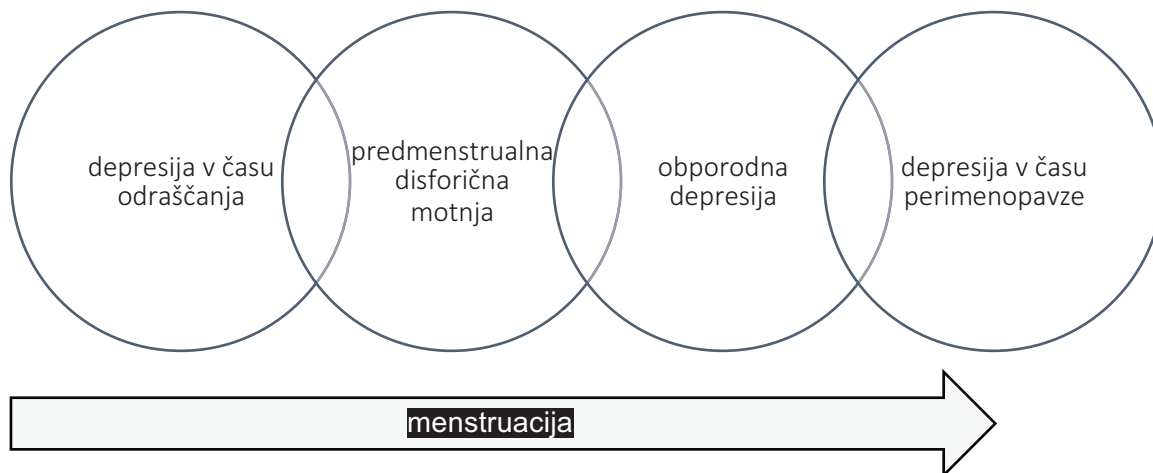 depresija v času
odraščanja
predmenstrualna
disforična
motnja
obporodna
depresija
depresija v času
perimenopavze
menstruacija